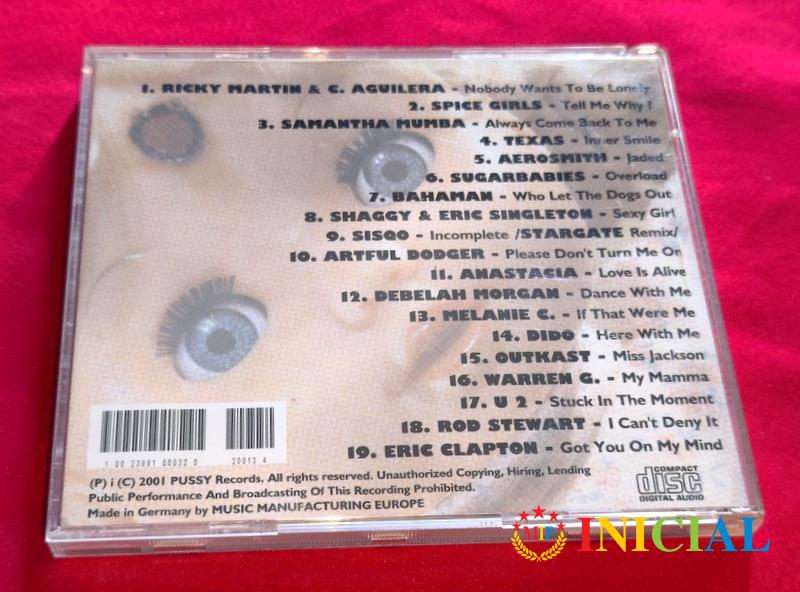 1. RICKY MARTIN & C. AGUILERA - Nobody Wants To Be Lonely
2. SPICE GIRLS - Tell Me Why ?
3. SAMANTHA MUMBA - Always Come Back To Me
4. TEXAS - Inner Smile
5. AEROSMITH - Jaded
6. SUGARBABIES - Overload
7. BAHAMAN - Who Let The Dogs Out
8. SHAGGY & ERIC SINGLETON - Sexy Girl
9. SISQO - Incomplete /STARGATE Remix/
10. ARTFUL DODGER - Please Don't Turn Me On
11. ANASTACIA - Love Is Alive
12. DEBELAH MORGAN - Dance With Me
13. MELANIE C. - If That Were Me
14. DIDO - Here With Me
15. OUTKAST - Miss Jackson
16. WARREN G. - My Mamma
17. U 2 - Stuck In The Moment
18. ROD STEWART - I Can't Deny It
19. ERIC CLAPTON - Got You On My Mind
1 00 23991 00032 0 20013 4
(P) i (C) 2001 PUSSY Records. All rights reserved. Unauthorized Copying, Hiring, Lending
Public Performance And Broadcasting Of This Recording Prohibited.
Made in Germany by MUSIC MANUFACTURING EUROPE
COMPACT
disc
DIGITAL AUDIO
MIP INICIAL